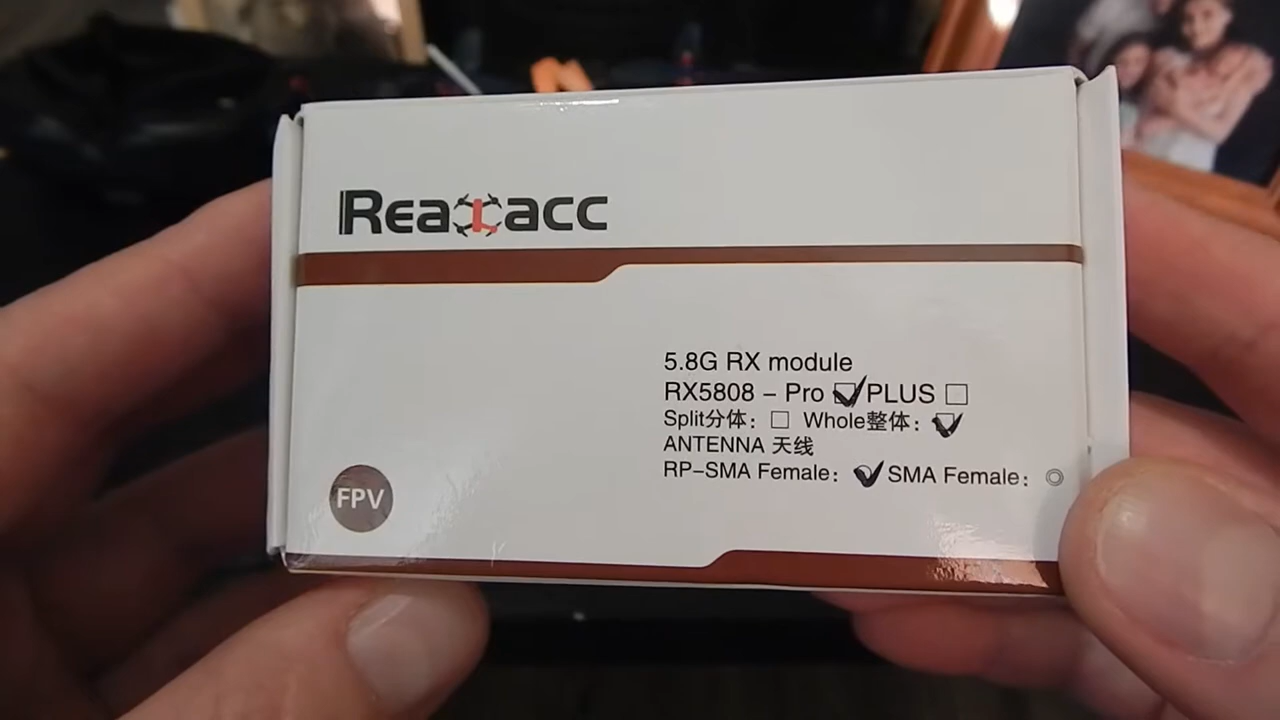 Realacc
5.8G RX module
RX5808 – Pro ☑ PLUS ☐
Split分体：☐ Whole整体：☑
ANTENNA 天线
RP–SMA Female：☑ SMA Female：◎
FPV